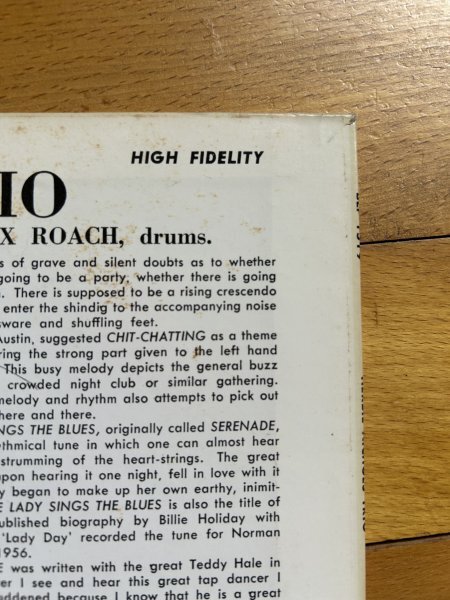 HIGH FIDELITY
IO
X ROACH, drums.
s of grave and silent doubts as to whether
going to be a party, whether there is going
. There is supposed to be a rising crescendo
enter the shindig to the accompanying noise
sware and shuffling feet.
Austin, suggested CHIT-CHATTING as a theme
ring the strong part given to the left hand
This busy melody depicts the general buzz
crowded night club or similar gathering.
melody and rhythm also attempts to pick out
here and there.
INGS THE BLUES, originally called SERENADE,
thmical tune in which one can almost hear
strumming of the heart-strings. The great
upon hearing it one night, fell in love with it
y began to make up her own earthy, inimit-
E LADY SINGS THE BLUES is also the title of
ublished biography by Billie Holiday with
'Lady Day' recorded the tune for Norman
1956.
E was written with the great Teddy Hale in
er I see and hear this great tap dancer I
ddened because I know that he is a great